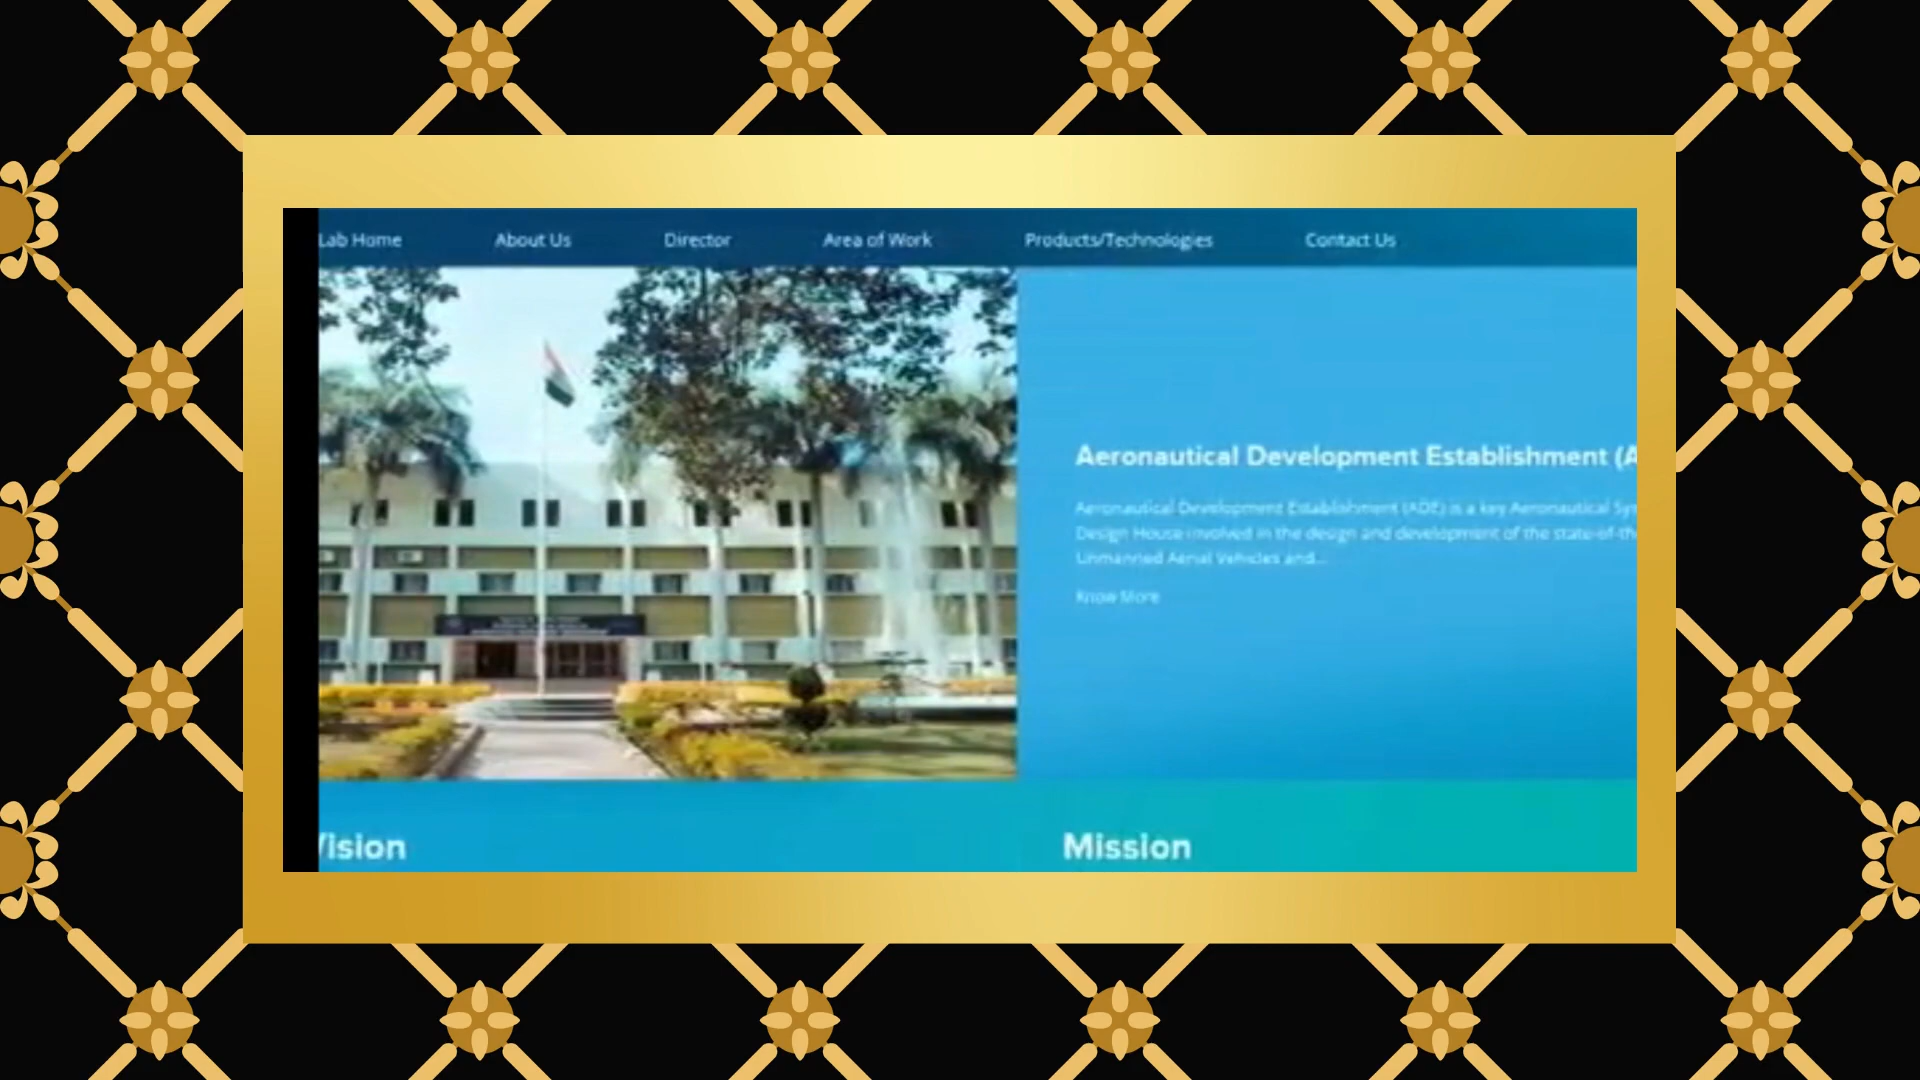 Lab Home About Us Director Area of Work Products/Technologies Contact Us
Aeronautical Development Establishment (A
Aeronautical Development Establishment (ADE) is a key Aeronautical Sy
Design House involved in the design and development of the state-of-th
Unmanned Aerial Vehicles and...
Know More
ision
Mission